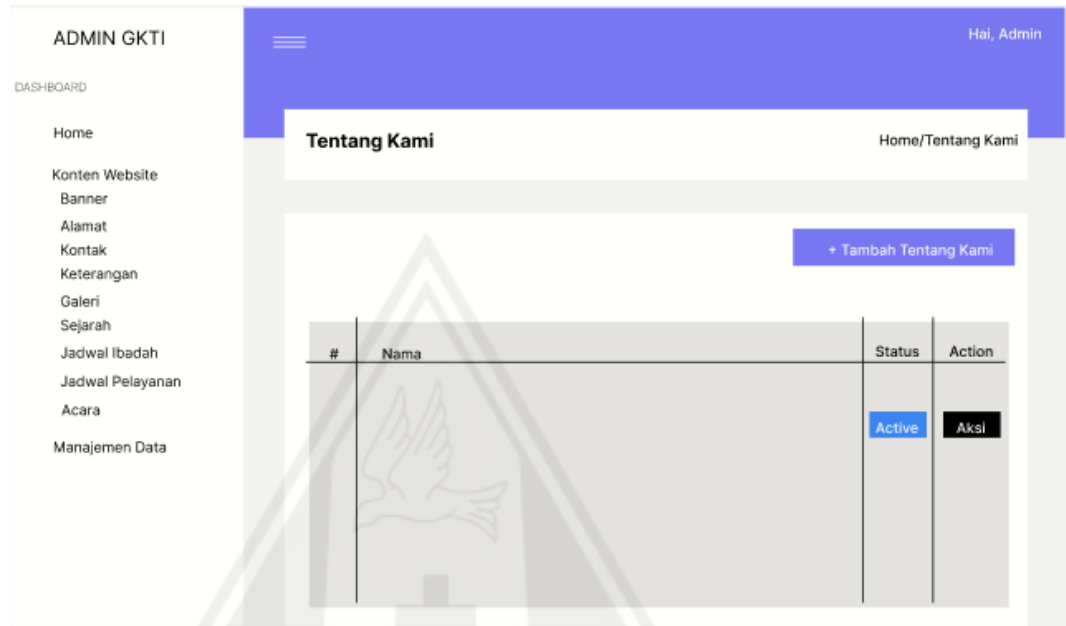 ADMIN GKTI
Hai, Admin
DASHBOARD
Home
Konten Website
Banner
Alamat
Kontak
Keterangan
Galeri
Sejarah
Jadwal Ibadah
Jadwal Pelayanan
Acara
Manajemen Data
Tentang Kami
Home/Tentang Kami
+ Tambah Tentang Kami
# Nama Status Action
Active Aksi